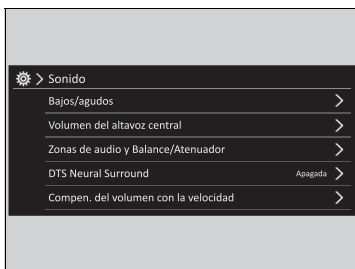 Sonido
Bajos/agudos
Volumen del altavoz central
Zonas de audio y Balance/Atenuador
DTS Neural Surround Apagada
Compen. del volumen con la velocidad